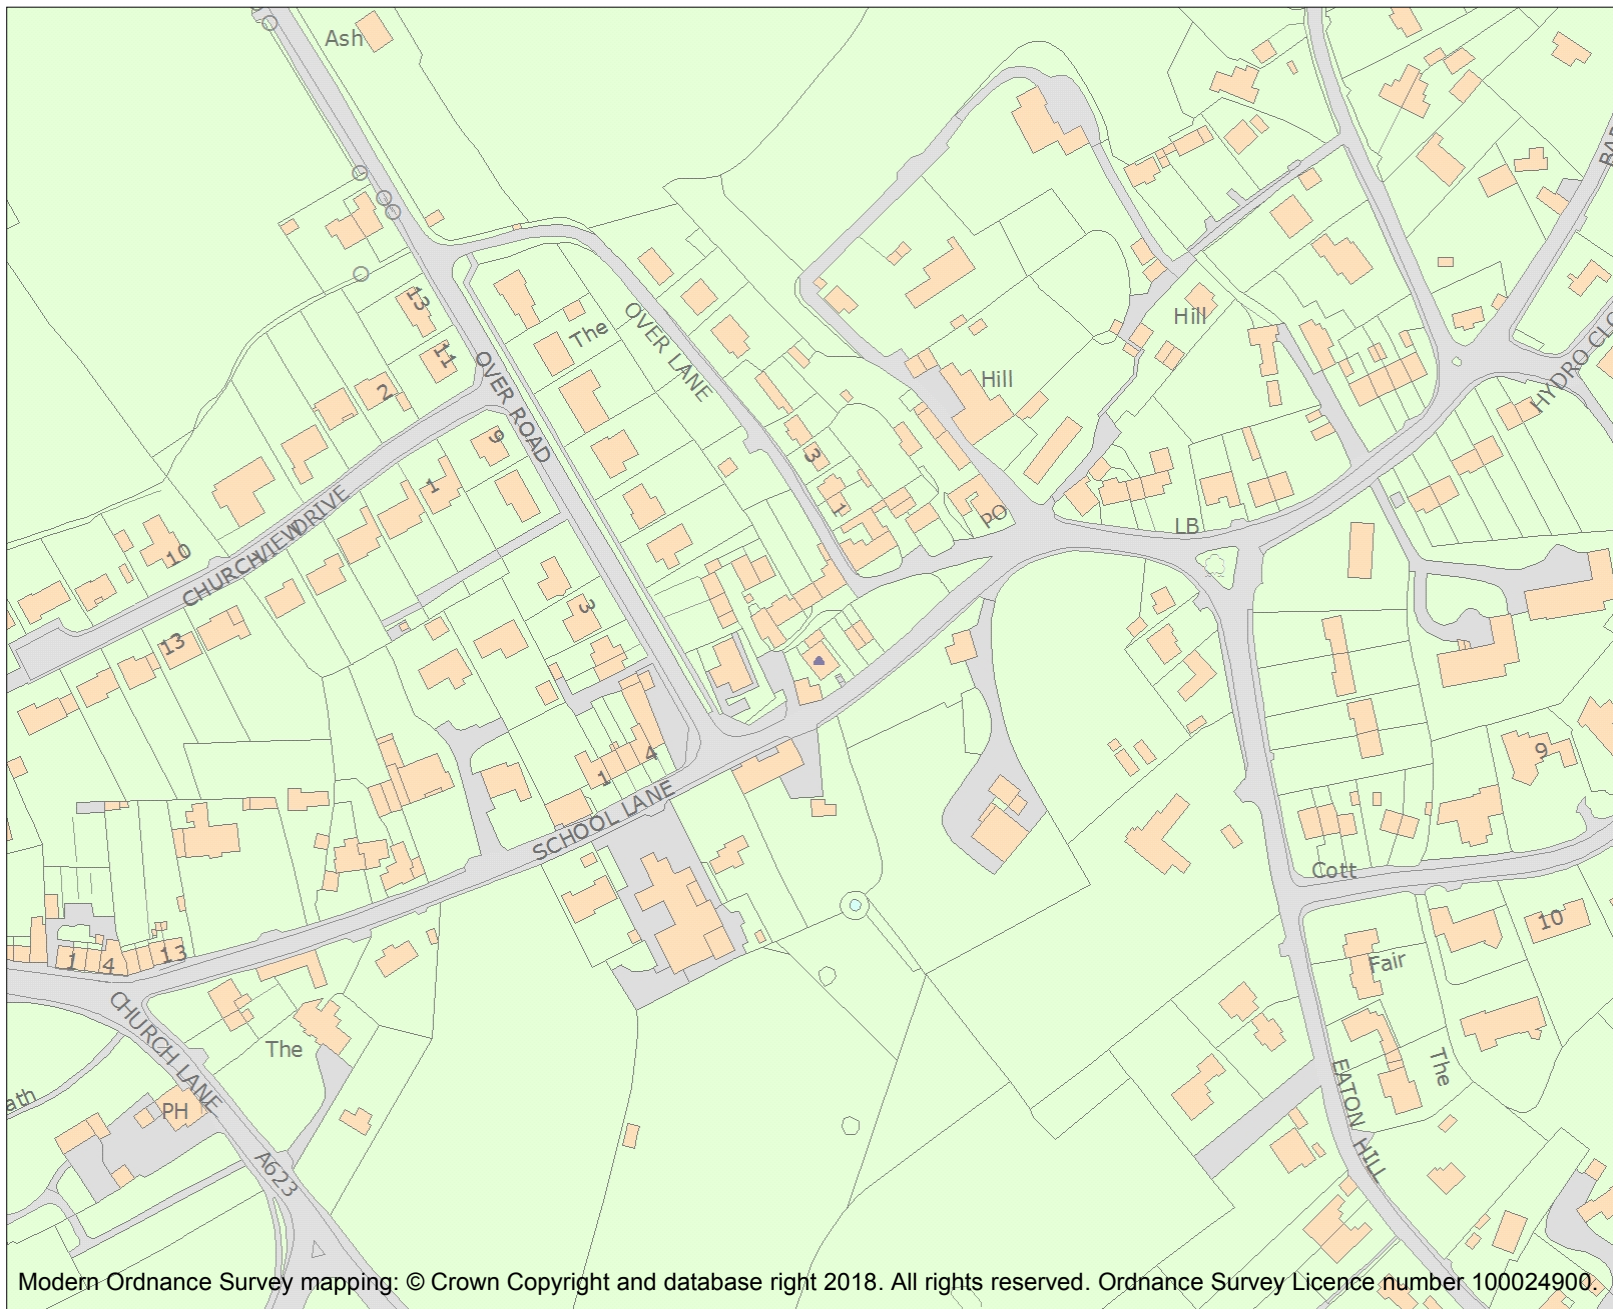 Ash
13
11
OVER ROAD
The
OVER LANE
2
9
1
CHURCHVIEW DRIVE
10
13
3
3
1
PO
Hill
Hill
LB
HYDRO CLO
BAR
1
4
SCHOOL LANE
1
4
13
CHURCH LANE
The
ath
PH
A623
9
Cott
10
Fair
The
EATON HILL
Modern Ordnance Survey mapping: © Crown Copyright and database right 2018. All rights reserved. Ordnance Survey Licence number 100024900.